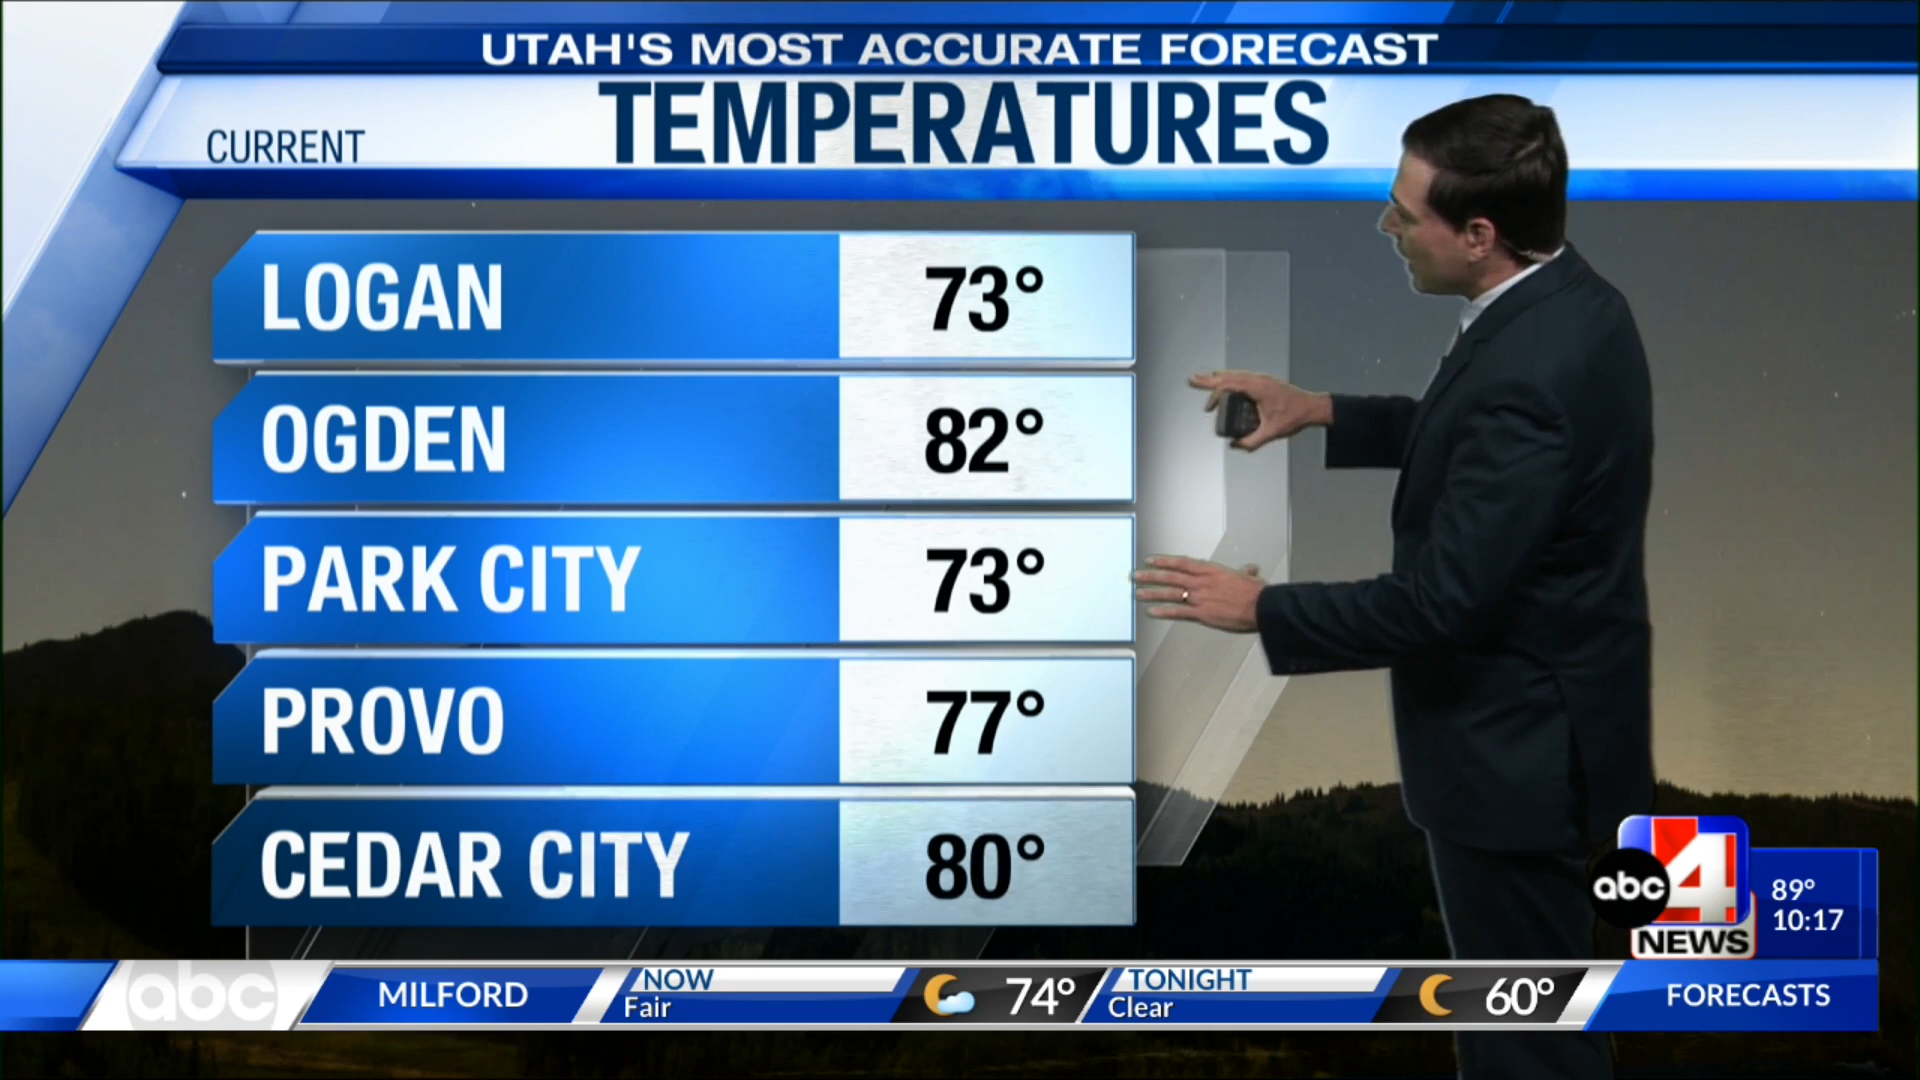 UTAH'S MOST ACCURATE FORECAST
CURRENT TEMPERATURES
LOGAN 73°
OGDEN 82°
PARK CITY 73°
PROVO 77°
CEDAR CITY 80°
abc 4
NEWS
89°
10:17
abc
MILFORD
NOW
Fair
74°
TONIGHT
Clear
60°
FORECASTS